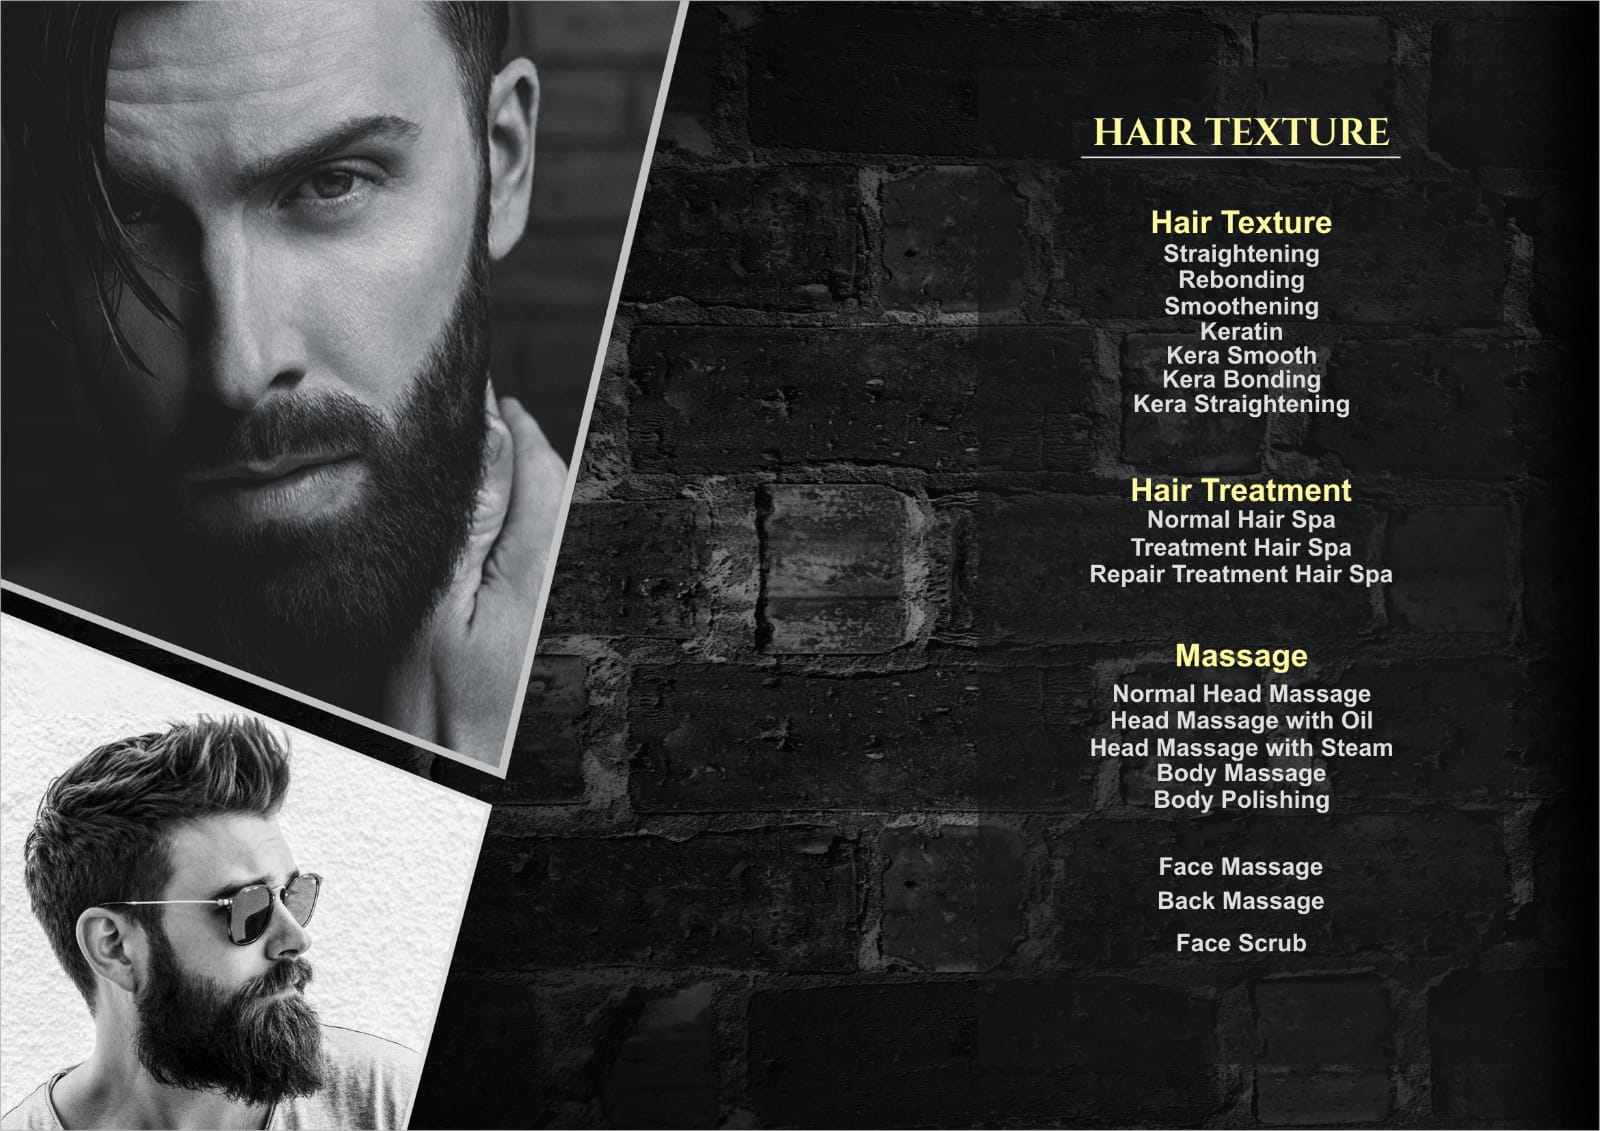 HAIR TEXTURE
Hair Texture
Straightening
Rebonding
Smoothening
Keratin
Kera Smooth
Kera Bonding
Kera Straightening
Hair Treatment
Normal Hair Spa
Treatment Hair Spa
Repair Treatment Hair Spa
Massage
Normal Head Massage
Head Massage with Oil
Head Massage with Steam
Body Massage
Body Polishing
Face Massage
Back Massage
Face Scrub